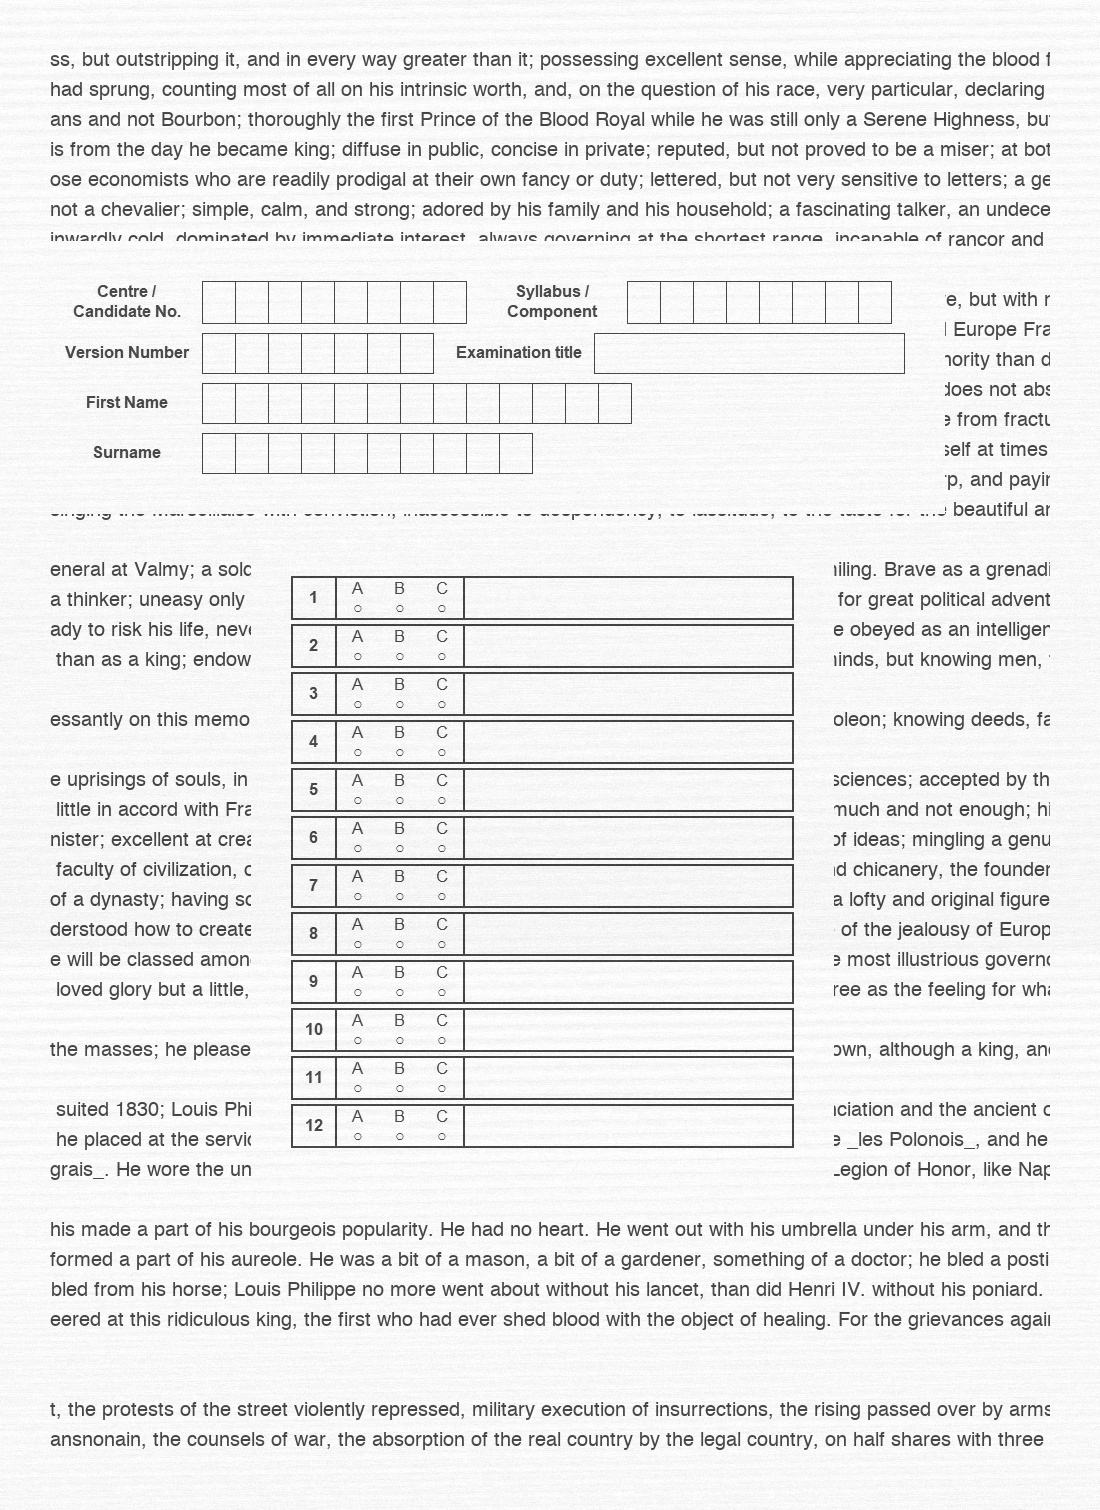 ss, but outstripping it, and in every way greater than it; possessing excellent sense, while appreciating the blood
had sprung, counting most of all on his intrinsic worth, and, on the question of his race, very particular, declaring
ans and not Bourbon; thoroughly the first Prince of the Blood Royal while he was still only a Serene Highness,
is from the day he became king; diffuse in public, concise in private; reputed, but not proved to be a miser; at
ose economists who are readily prodigal at their own fancy or duty; lettered, but not very sensitive to letters; a ge
not a chevalier; simple, calm, and strong; adored by his family and his household; a fascinating talker, an undece
inwardly cold, dominated by immediate interest, always governing at the shortest range, incapable of rancor and
Centre / Candidate No.
Syllabus / Component
e, but with
Europe Fra
Version Number
Examination title
hority than
does not abs
First Name
e from fractu
self at times
Surname
rp, and payin
singing the Marseillaise with conviction, inaccessible to despondency, to lassitude, to the taste for the beautiful
eneral at Valmy; a sold
iling. Brave as a grenadi
1 A B C
a thinker; uneasy only
for great political advent
ady to risk his life, neve
e obeyed as an intelligen
2 A B C
than as a king; endow
inds, but knowing men,
3 A B C
essantly on this memo
oleon; knowing deeds, fa
4 A B C
e uprisings of souls, in
sciences; accepted by th
5 A B C
little in accord with Fra
much and not enough; hi
nister; excellent at crea
of ideas; mingling a genu
6 A B C
faculty of civilization,
d chicanery, the founder
7 A B C
of a dynasty; having so
a lofty and original figure
derstood how to create
of the jealousy of Europ
8 A B C
e will be classed among
e most illustrious governo
9 A B C
loved glory but a little,
ree as the feeling for wha
10 A B C
the masses; he please
own, although a king, and
11 A B C
suited 1830; Louis Phi
nciation and the ancient
12 A B C
he placed at the servic
e _les Polonois_, and he
grais_. He wore the un
Legion of Honor, like Nap
his made a part of his bourgeois popularity. He had no heart. He went out with his umbrella under his arm, and th
formed a part of his aureole. He was a bit of a mason, a bit of a gardener, something of a doctor; he bled a posti
bled from his horse; Louis Philippe no more went about without his lancet, than did Henri IV. without his poniard.
eered at this ridiculous king, the first who had ever shed blood with the object of healing. For the grievances agai
t, the protests of the street violently repressed, military execution of insurrections, the rising passed over by arms
ansnonain, the counsels of war, the absorption of the real country by the legal country, on half shares with three